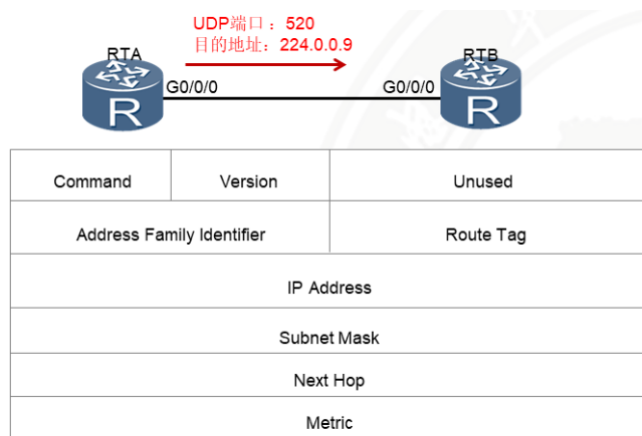 UDP端口 : 520
目的地址：224.0.0.9
RTA
RTB
G0/0/0
G0/0/0
R
R
Command
Version
Unused
Address Family Identifier
Route Tag
IP Address
Subnet Mask
Next Hop
Metric